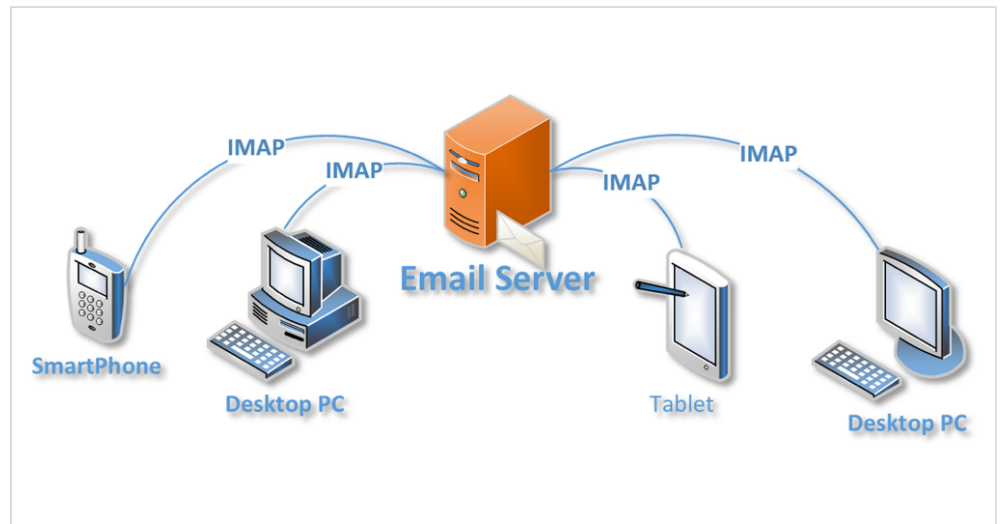 IMAP
IMAP
IMAP
IMAP
Email Server
SmartPhone
Desktop PC
Tablet
Desktop PC